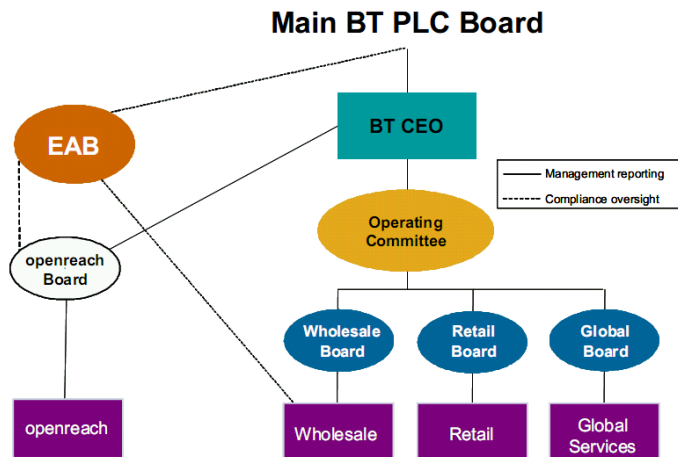 Main BT PLC Board
EAB
BT CEO
Management reporting
Compliance oversight
Operating
Committee
openreach
Board
Wholesale
Board
Retail
Board
Global
Board
openreach
Wholesale
Retail
Global
Services